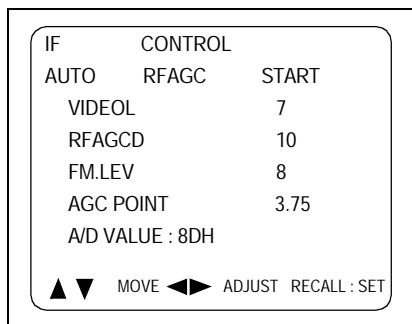 IF CONTROL
AUTO RFAGC START
VIDEOL 7
RFAGCD 10
FM.LEV 8
AGC POINT 3.75
A/D VALUE : 8DH
▲ ▼ MOVE ◀▶ ADJUST RECALL : SET